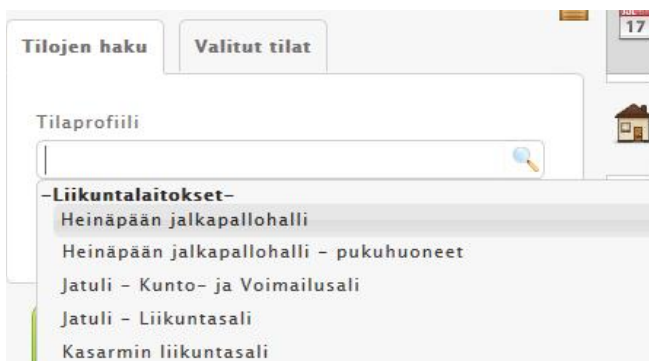 17
Tilojen haku
Valitut tilat
Tilaprofiili
–Liikuntalaitokset–
Heinäpään jalkapallohalli
Heinäpään jalkapallohalli – pukuhuoneet
Jatuli – Kunto– ja Voimailusali
Jatuli – Liikuntasali
Kasarmin liikuntasali